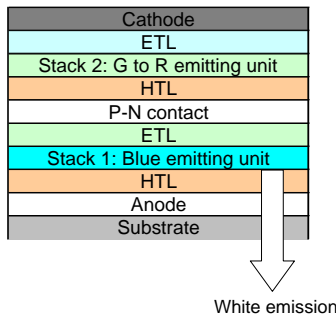 Cathode
ETL
Stack 2: G to R emitting unit
HTL
P-N contact
ETL
Stack 1: Blue emitting unit
HTL
Anode
Substrate
White emission